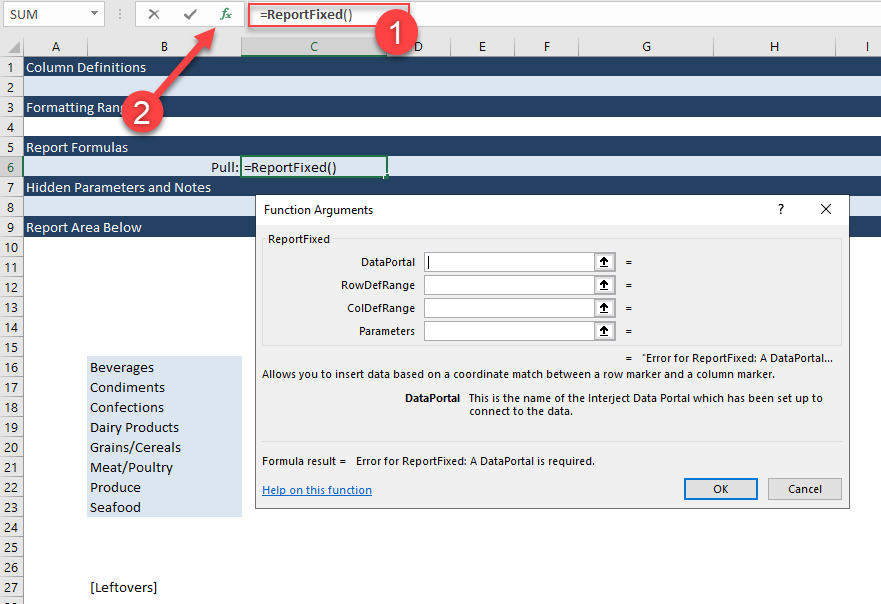 SUM fx =ReportFixed()
1
A B C D E F G H I
1 Column Definitions
2
2
3 Formatting Rang
4
5 Report Formulas
6 Pull: =ReportFixed()
7 Hidden Parameters and Notes
8
9 Report Area Below
10
11
12
13
14
15
16 Beverages
17 Condiments
18 Confections
19 Dairy Products
20 Grains/Cereals
21 Meat/Poultry
22 Produce
23 Seafood
24
25
26
27 [Leftovers]
Function Arguments ?
ReportFixed
DataPortal =
RowDefRange =
ColDefRange =
Parameters =
= "Error for ReportFixed: A DataPortal...
Allows you to insert data based on a coordinate match between a row marker and a column marker.
DataPortal This is the name of the Interject Data Portal which has been set up to
connect to the data.
Formula result = Error for ReportFixed: A DataPortal is required.
Help on this function OK Cancel